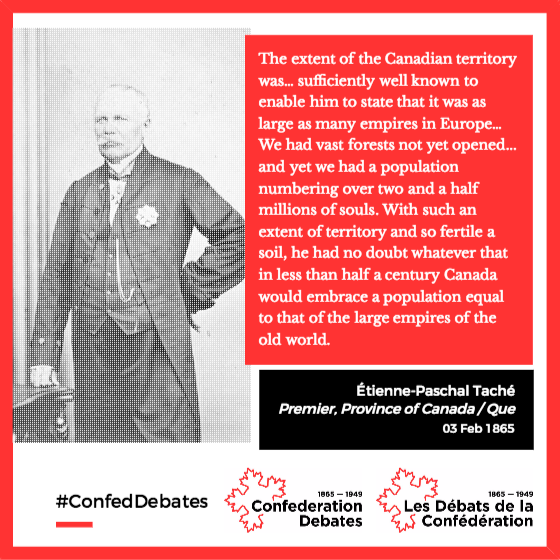 The extent of the Canadian territory
was... sufficiently well known to
enable him to state that it was as
large as many empires in Europe...
We had vast forests not yet opened...
and yet we had a population
numbering over two and a half
millions of souls. With such an
extent of territory and so fertile a
soil, he had no doubt whatever that
in less than half a century Canada
would embrace a population equal
to that of the large empires of the
old world.
Étienne-Paschal Taché
Premier, Province of Canada / Que
03 Feb 1865
#ConfedDebates
1865 — 1949
Confederation
Debates
1865 — 1949
Les Débats de la
Confédération